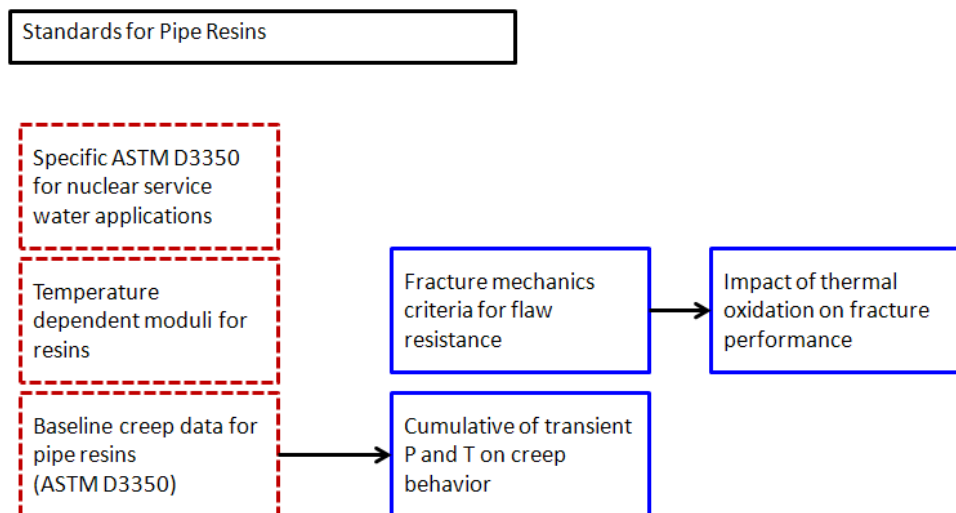 Standards for Pipe Resins
Specific ASTM D3350
for nuclear service
water applications
Temperature
dependent moduli for
resins
Fracture mechanics
criteria for flaw
resistance
Impact of thermal
oxidation on fracture
performance
Baseline creep data for
pipe resins
(ASTM D3350)
Cumulative of transient
P and T on creep
behavior